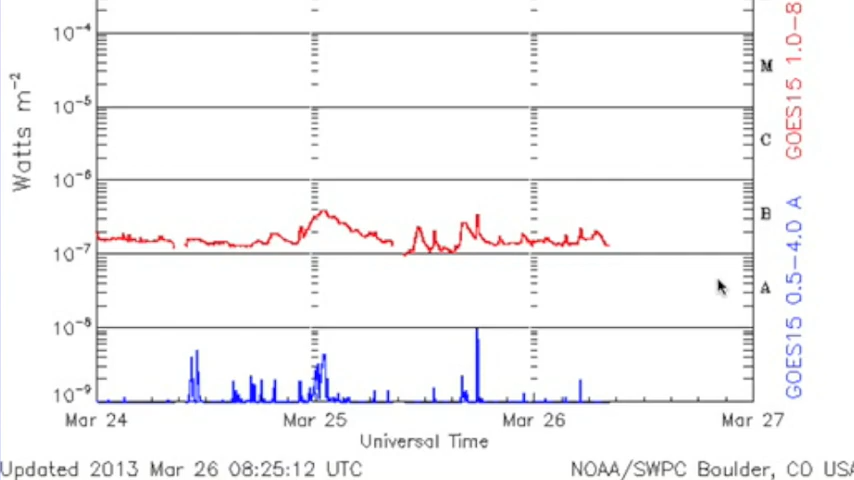 10⁻⁴
10⁻⁵
10⁻⁶
10⁻⁷
10⁻⁸
10⁻⁹
Watts m⁻²
M
C
B
A
GOES15 1.0-8
GOES15 0.5-4.0 A
Mar 24
Mar 25
Mar 26
Mar 27
Universal Time
Updated 2013 Mar 26 08:25:12 UTC
NOAA/SWPC Boulder, CO USA